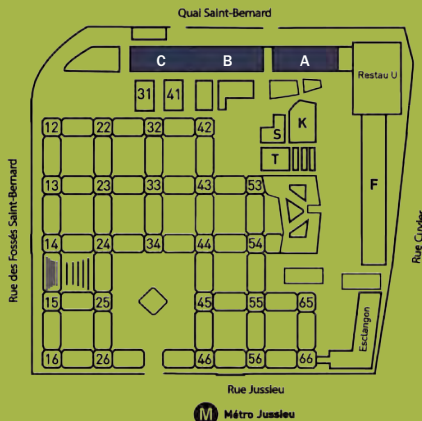 Quai Saint-Bernard
C B A
Restau U
31 41
K
S
T
F
12 22 32 42
13 23 33 43 53
14 24 34 44 54
15 25 45 55 65
16 26 46 56 66
Rue des Fossés Saint-Bernard
Rue Cuvier
Esclangon
Rue Jussieu
M Métro Jussieu